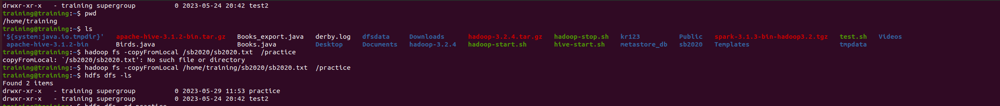 drwxr-xr-x   - training supergroup          0 2023-05-24 20:42 test2
training@training:~$ pwd
/home/training
training@training:~$ ls
'${system:java.io.tmpdir}'   apache-hive-3.1.2-bin.tar.gz   Books_export.java   derby.log   dfsdata     Downloads      hadoop-3.2.4.tar.gz   hadoop-stop.sh   kr123          Public   spark-3.1.3-bin-hadoop3.2.tgz   test.sh   Videos
 apache-hive-3.1.2-bin       Birds.java                     Books.java          Desktop     Documents   hadoop-3.2.4   hadoop-start.sh       hive-start.sh    metastore_db   sb2020   Templates                       tmpdata
training@training:~$ hadoop fs -copyFromLocal /sb2020/sb2020.txt  /practice
copyFromLocal: `/sb2020/sb2020.txt': No such file or directory
training@training:~$ hadoop fs -copyFromLocal /home/training/sb2020/sb2020.txt  /practice
training@training:~$ hdfs dfs -ls
Found 2 items
drwxr-xr-x   - training supergroup          0 2023-05-29 11:53 practice
drwxr-xr-x   - training supergroup          0 2023-05-24 20:42 test2
training@training:~$ hdfs dfs -cd practice